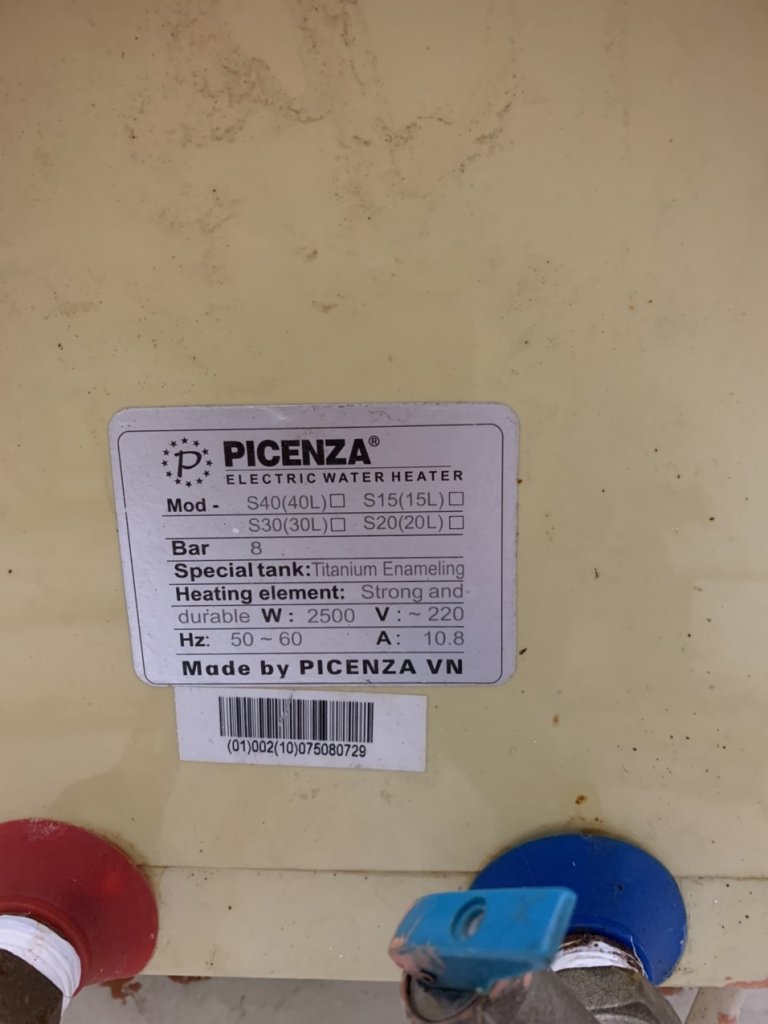 P PICENZA®
ELECTRIC WATER HEATER
Mod - S40(40L)☐ S15(15L)☐
S30(30L)☐ S20(20L)☐
Bar 8
Special tank:Titanium Enameling
Heating element: Strong and
durable W : 2500 V : ~ 220
Hz: 50 ~ 60 A : 10.8
Made by PICENZA VN
(01)002(10)075080729